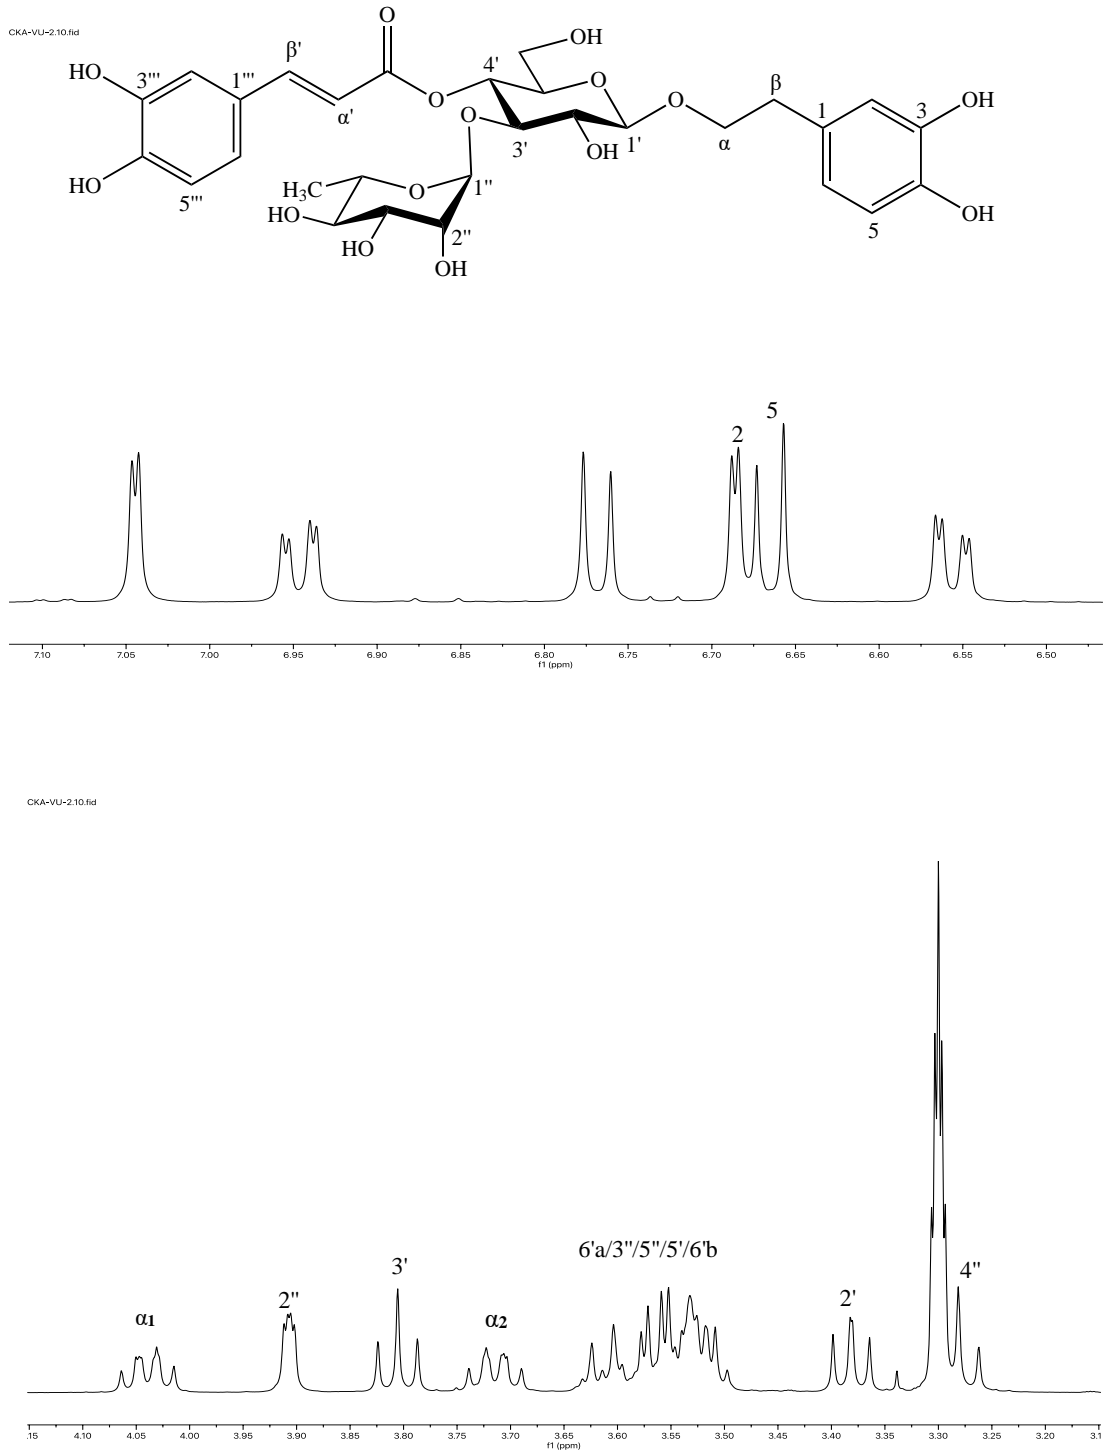 CKA-VU-2.10.fid
O
OH
β'
4'
HO
3'''
1'''
O
β
O
O
1
3
OH
α'
O
3'
OH
1'
α
HO
5'''
H₃C
O
1''
5
OH
HO
2''
HO
OH
5
2
7.10 7.05 7.00 6.95 6.90 6.85 6.80 6.75 6.70 6.65 6.60 6.55 6.50
f1 (ppm)
CKA-VU-2.10.fid
6'a/3''/5''/5'/6'b
3'
4''
2''
2'
α1
α2
.15 4.10 4.05 4.00 3.95 3.90 3.85 3.80 3.75 3.70 3.65 3.60 3.55 3.50 3.45 3.40 3.35 3.30 3.25 3.20 3.1
f1 (ppm)